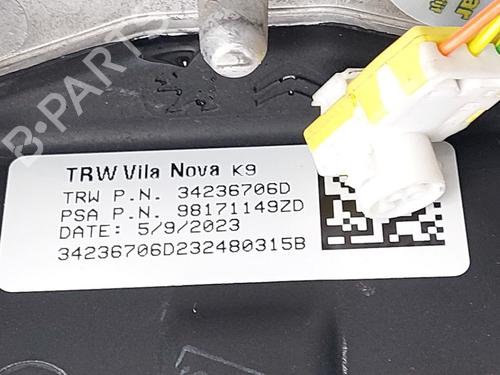 B-PARTS
TRW Vila Nova K9
TRW P.N. 34236706D
PSA P.N. 98171149ZD
DATE: 5/9/2023
34236706D232480315B